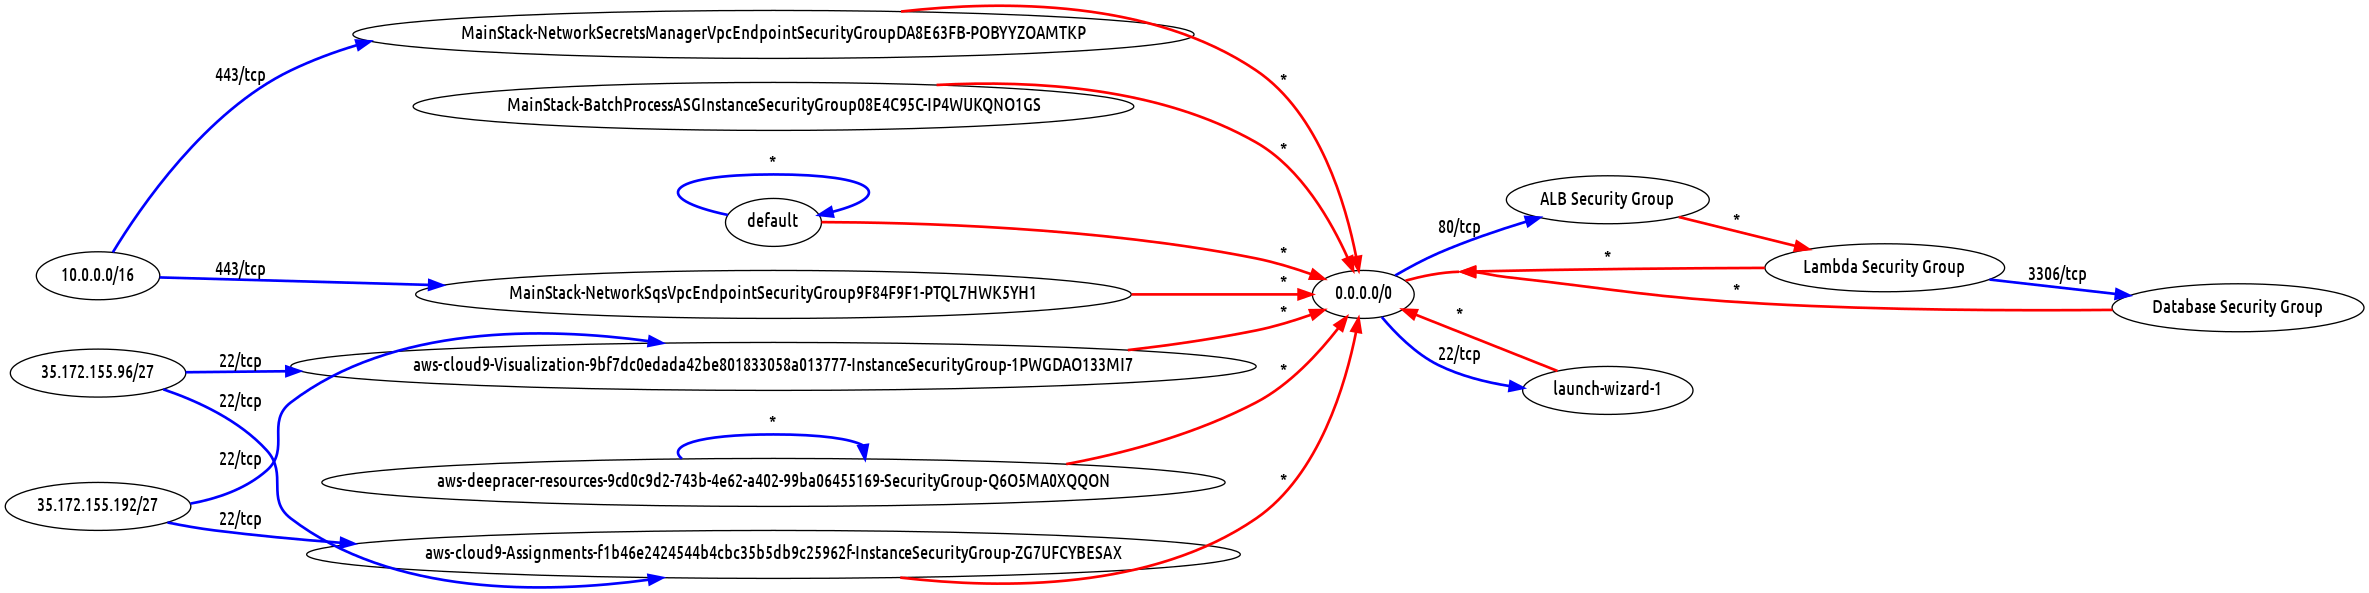 MainStack-NetworkSecretsManagerVpcEndpointSecurityGroupDA8E63FB-POBYYZOAMTKP
443/tcp
*
MainStack-BatchProcessASGInstanceSecurityGroup08E4C95C-IP4WUKQNO1GS
*
*
default
*
ALB Security Group
80/tcp
*
10.0.0.0/16
443/tcp
MainStack-NetworkSqsVpcEndpointSecurityGroup9F84F9F1-PTQL7HWK5YH1
*
0.0.0.0/0
*
Lambda Security Group
3306/tcp
*
Database Security Group
35.172.155.96/27
22/tcp
22/tcp
aws-cloud9-Visualization-9bf7dc0edada42be801833058a013777-InstanceSecurityGroup-1PWGDAO133MI7
*
*
22/tcp
launch-wizard-1
*
*
22/tcp
aws-deepracer-resources-9cd0c9d2-743b-4e62-a402-99ba06455169-SecurityGroup-Q6O5MA0XQQON
*
35.172.155.192/27
22/tcp
aws-cloud9-Assignments-f1b46e2424544b4cbc35b5db9c25962f-InstanceSecurityGroup-ZG7UFCYBESAX